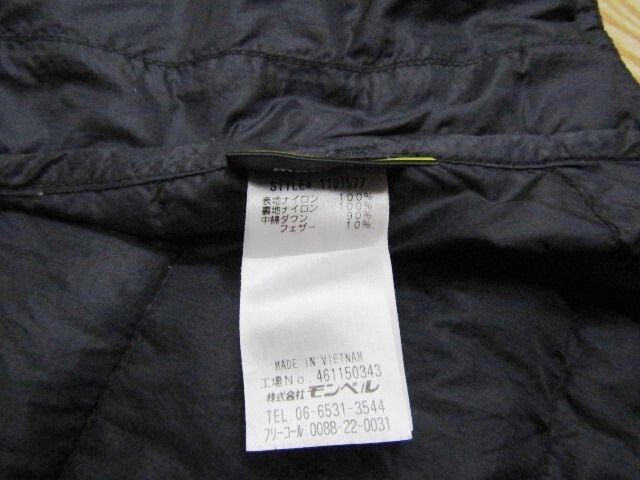 STYLE# 1101577
表地ナイロン 100%
裏地ナイロン 100%
中綿ダウン 90%
フェザー 10%
MADE IN VIETNAM
工場No. 461150343
株式会社 モンベル
TEL 06-6531-3544
フリーコール:0088-22-0031